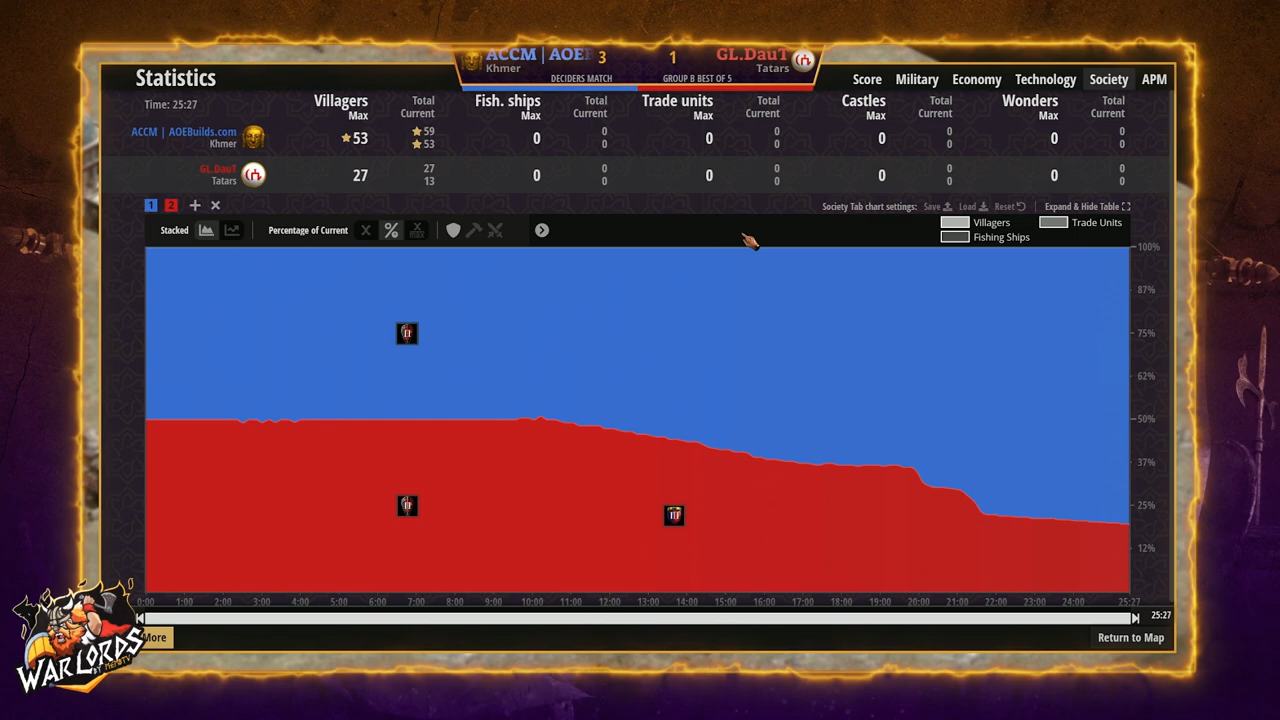 ACCM | AOEB 3 1 GL.DauT
Khmer Tatars
DECIDERS MATCH GROUP B BEST OF 5
Statistics Score Military Economy Technology Society APM
Time: 25:27
Villagers Max Total Current Fish. ships Max Total Current Trade units Max Total Current Castles Max Total Current Wonders Max Total Current
ACCM | AOEBuilds.com
Khmer
53 59 53 0 0 0 0 0 0 0 0 0 0 0 0
GL.DauT
Tatars
27 27 13 0 0 0 0 0 0 0 0 0 0 0 0
1 2 Society Tab chart settings: Save Load Reset Expand & Hide Table
Stacked Percentage of Current X % X MAX
Villagers Trade Units
Fishing Ships
100%
87%
75%
62%
50%
37%
25%
12%
II
II
III
0:00 1:00 2:00 3:00 4:00 5:00 6:00 7:00 8:00 9:00 10:00 11:00 12:00 13:00 14:00 15:00 16:00 17:00 18:00 19:00 20:00 21:00 22:00 23:00 24:00 25:27
25:27
More Return to Map
WARLORDS